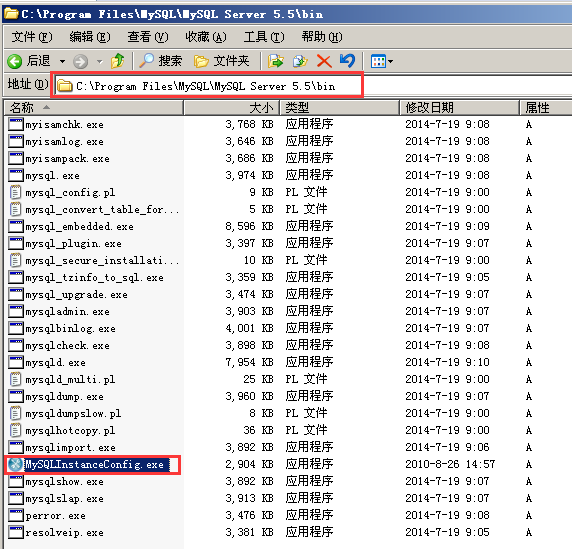 C:\Program Files\MySQL\MySQL Server 5.5\bin
文件(F) 编辑(E) 查看(V) 收藏(A) 工具(T) 帮助(H)
后退 搜索 文件夹
地址(D) C:\Program Files\MySQL\MySQL Server 5.5\bin
名称 大小 类型 修改日期 属性
myisamchk.exe 3,768 KB 应用程序 2014-7-19 9:08 A
myisamlog.exe 3,646 KB 应用程序 2014-7-19 9:08 A
myisampack.exe 3,686 KB 应用程序 2014-7-19 9:08 A
mysql.exe 3,974 KB 应用程序 2014-7-19 9:08 A
mysql_config.pl 9 KB PL 文件 2014-7-19 9:00 A
mysql_convert_table_for... 5 KB PL 文件 2014-7-19 9:00 A
mysql_embedded.exe 8,596 KB 应用程序 2014-7-19 9:09 A
mysql_plugin.exe 3,397 KB 应用程序 2014-7-19 9:07 A
mysql_secure_installati... 10 KB PL 文件 2014-7-19 9:00 A
mysql_tzinfo_to_sql.exe 3,359 KB 应用程序 2014-7-19 9:05 A
mysql_upgrade.exe 3,474 KB 应用程序 2014-7-19 9:07 A
mysqladmin.exe 3,903 KB 应用程序 2014-7-19 9:07 A
mysqlbinlog.exe 4,001 KB 应用程序 2014-7-19 9:07 A
mysqlcheck.exe 3,898 KB 应用程序 2014-7-19 9:08 A
mysqld.exe 7,954 KB 应用程序 2014-7-19 9:10 A
mysqld_multi.pl 25 KB PL 文件 2014-7-19 9:00 A
mysqldump.exe 3,960 KB 应用程序 2014-7-19 9:07 A
mysqldumpslow.pl 8 KB PL 文件 2014-7-19 9:00 A
mysqlhotcopy.pl 36 KB PL 文件 2014-7-19 9:00 A
mysqlimport.exe 3,892 KB 应用程序 2014-7-19 9:06 A
MySQLInstanceConfig.exe 2,904 KB 应用程序 2010-8-26 14:57 A
mysqlshow.exe 3,892 KB 应用程序 2014-7-19 9:07 A
mysqlslap.exe 3,913 KB 应用程序 2014-7-19 9:07 A
perror.exe 3,476 KB 应用程序 2014-7-19 9:08 A
resolveip.exe 3,381 KB 应用程序 2014-7-19 9:05 A